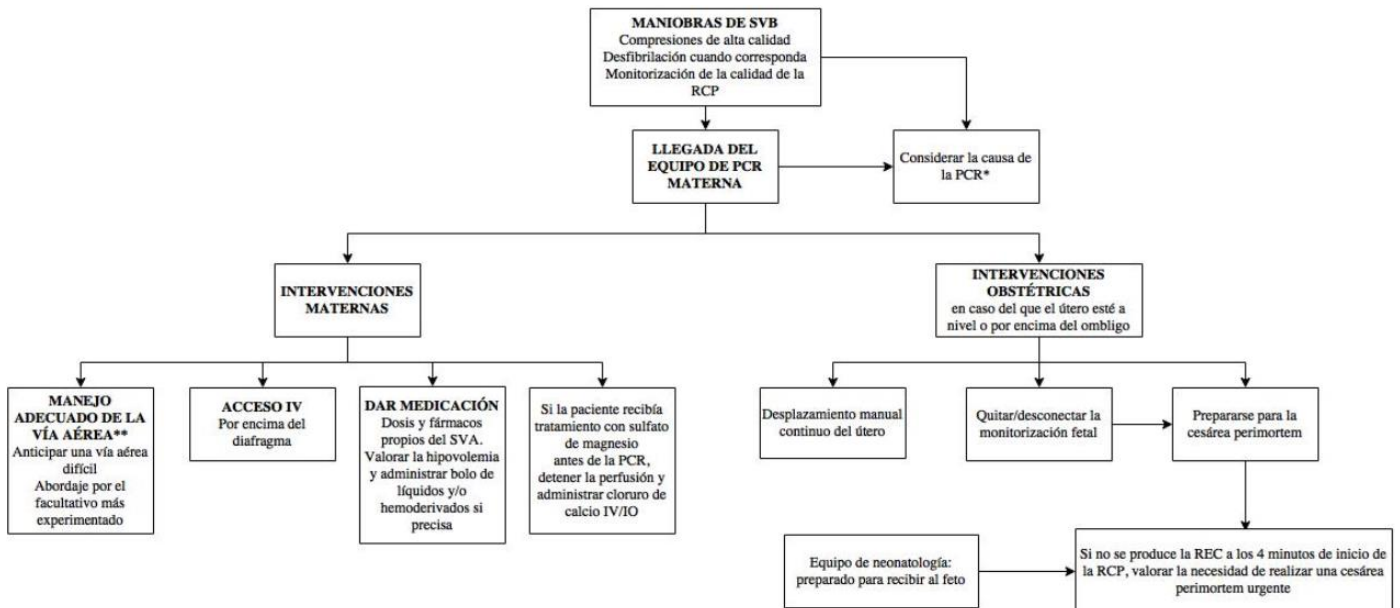 MANIOBRAS DE SVB
Compresiones de alta calidad
Desfibrilación cuando corresponda
Monitorización de la calidad de la
RCP
LLEGADA DEL
EQUIPO DE PCR
MATERNA
Considerar la causa de
la PCR*
INTERVENCIONES
MATERNAS
INTERVENCIONES
OBSTÉTRICAS
en caso del que el útero esté a
nivel o por encima del ombligo
MANEJO
ADECUADO DE LA
VÍA AÉREA**
Anticipar una vía aérea
difícil
Abordaje por el
facultativo más
experimentado
ACCESO IV
Por encima del
diafragma
DAR MEDICACIÓN
Dosis y fármacos
propios del SVA.
Valorar la hipovolemia
y administrar bolo de
líquidos y/o
hemoderivados si
precisa
Si la paciente recibía
tratamiento con sulfato
de magnesio
antes de la PCR,
detener la perfusión y
administrar cloruro de
calcio IV/IO
Desplazamiento manual
continuo del útero
Quitar/desconectar la
monitorización fetal
Prepararse para la
cesárea perimortem
Equipo de neonatología:
preparado para recibir al feto
Si no se produce la REC a los 4 minutos de inicio de
la RCP, valorar la necesidad de realizar una cesárea
perimortem urgente